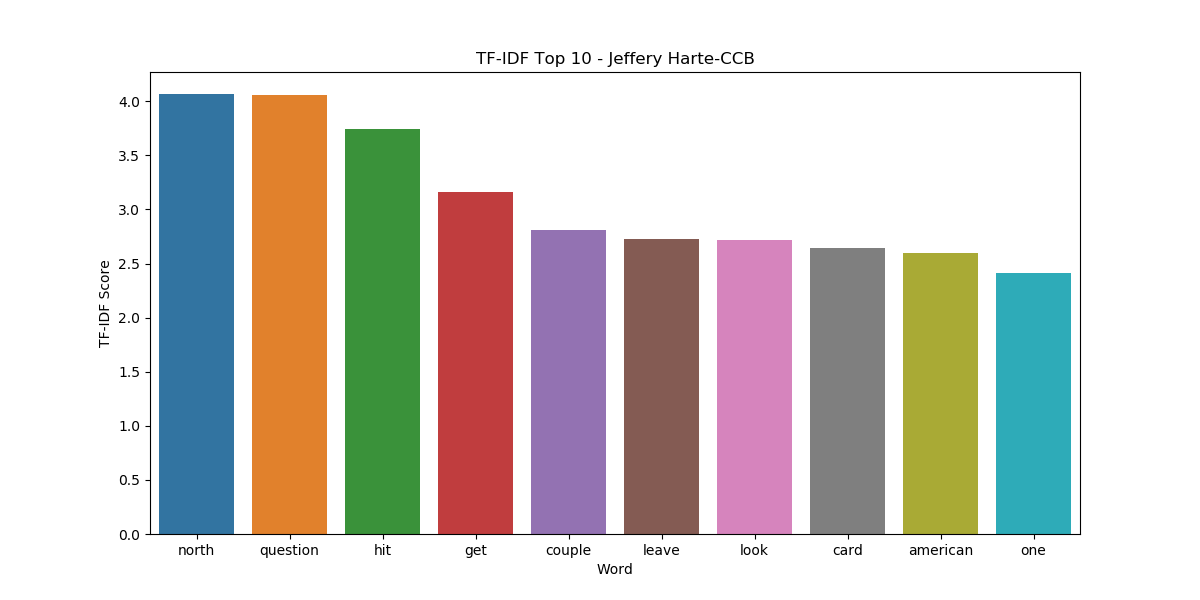 TF-IDF Top 10 - Jeffery Harte-CCB
TF-IDF Score
4.0
3.5
3.0
2.5
2.0
1.5
1.0
0.5
0.0
north question hit get couple leave look card american one
Word